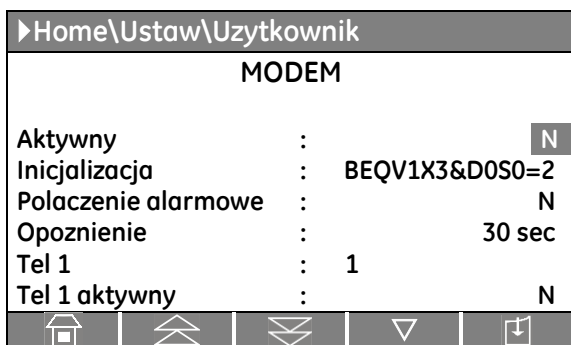 Home\Ustaw\Uzytkownik
MODEM
Aktywny : N
Inicjalizacja : BEQV1X3&D0S0=2
Polaczenie alarmowe : N
Opoznienie : 30 sec
Tel 1 : 1
Tel 1 aktywny : N